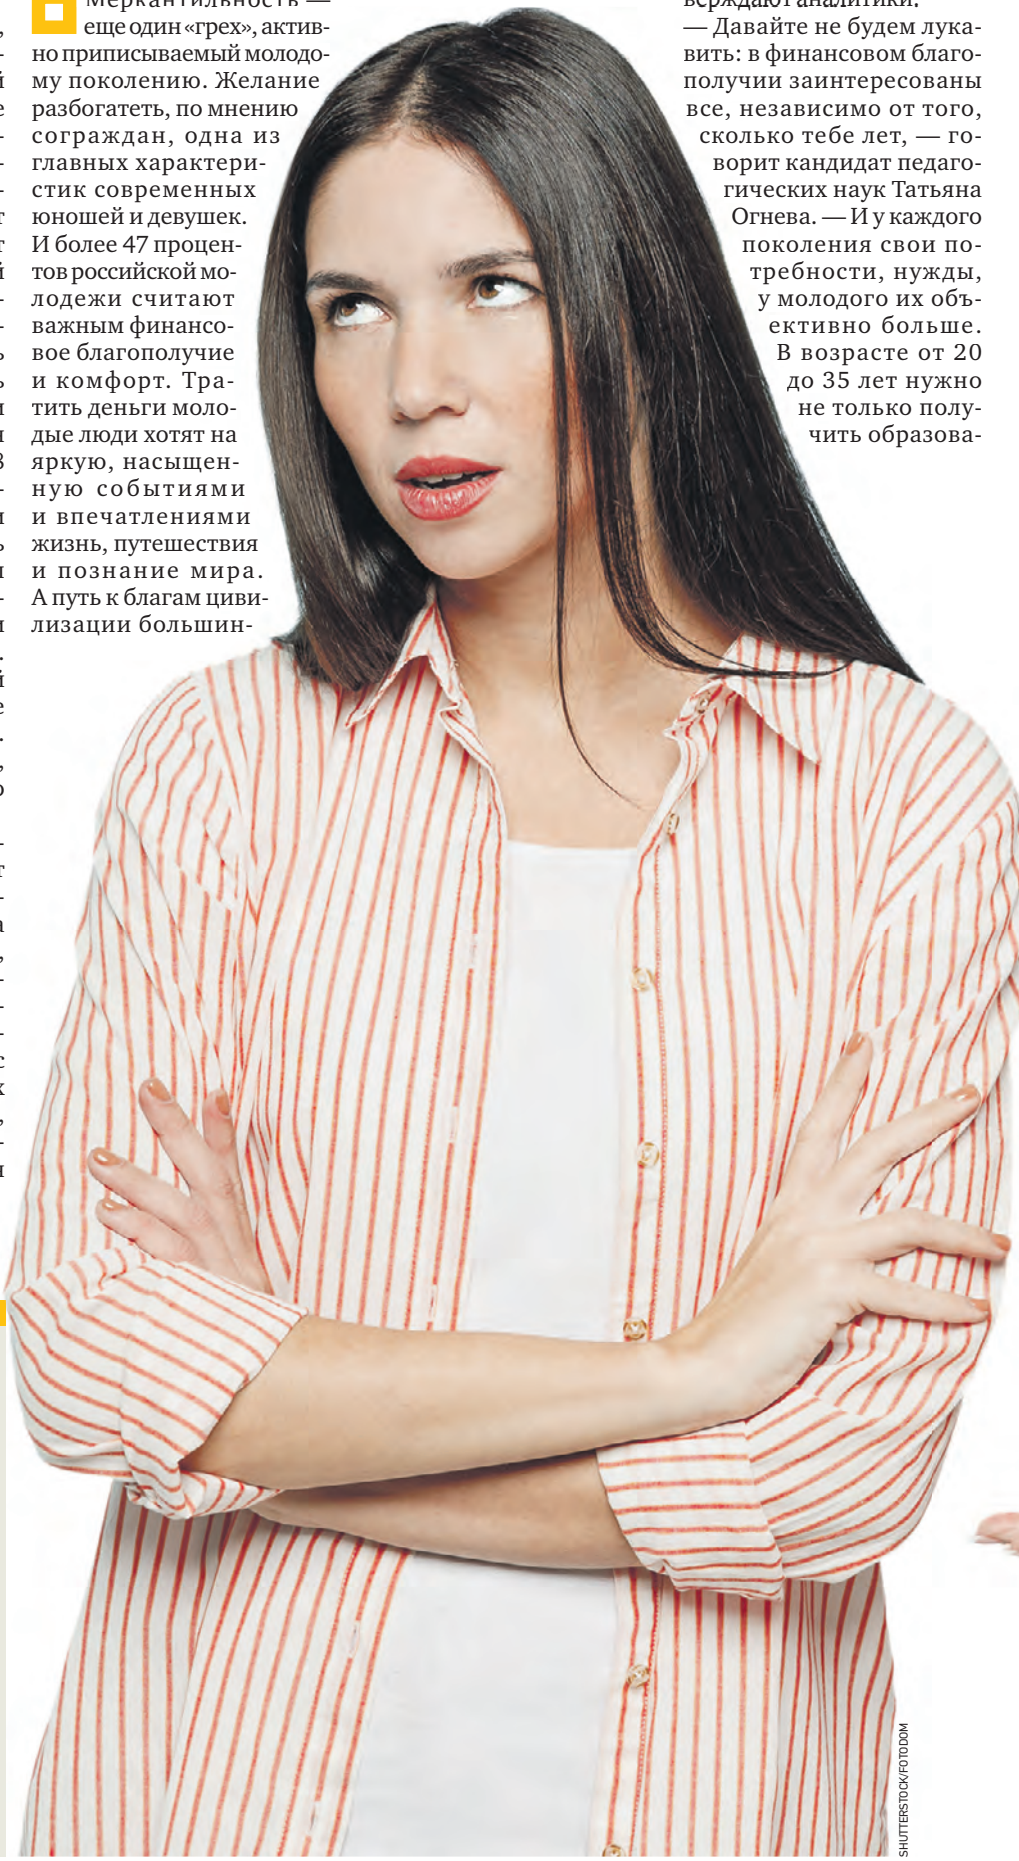 Меркантильность —
еще один «грех», актив-
но приписываемый молодо-
му поколению. Желание
разбогатеть, по мнению
сограждан, одна из
главных характери-
стик современных
юношей и девушек.
И более 47 процен-
тов российской мо-
лодежи считают
важным финансо-
вое благополучие
и комфорт. Тра-
тить деньги моло-
дые люди хотят на
яркую, насыщен-
ную событиями
и впечатлениями
жизнь, путешествия
и познание мира.
А путь к благам циви-
лизации большин-
верждают аналитики.
— Давайте не будем лука-
вить: в финансовом благо-
получии заинтересованы
все, независимо от того,
сколько тебе лет, — го-
ворит кандидат педаго-
гических наук Татьяна
Огнева. — И у каждого
поколения свои по-
требности, нужды,
у молодого их объ-
ективно больше.
В возрасте от 20
до 35 лет нужно
не только полу-
чить образова-
SHUTTERSTOCK/FOTODOM